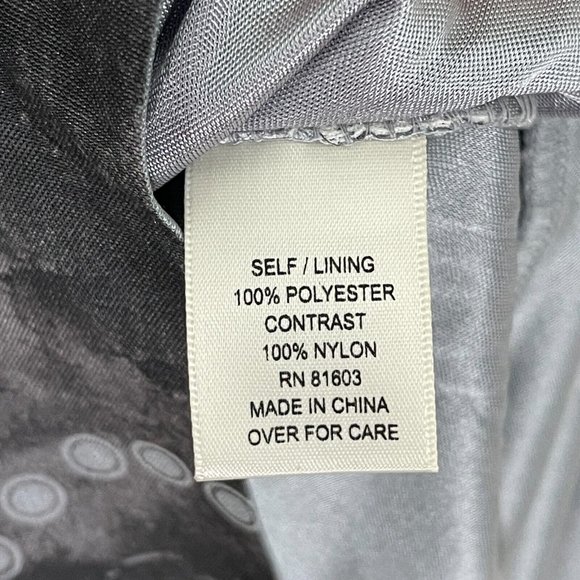 SELF / LINING
100% POLYESTER
CONTRAST
100% NYLON
RN 81603
MADE IN CHINA
OVER FOR CARE